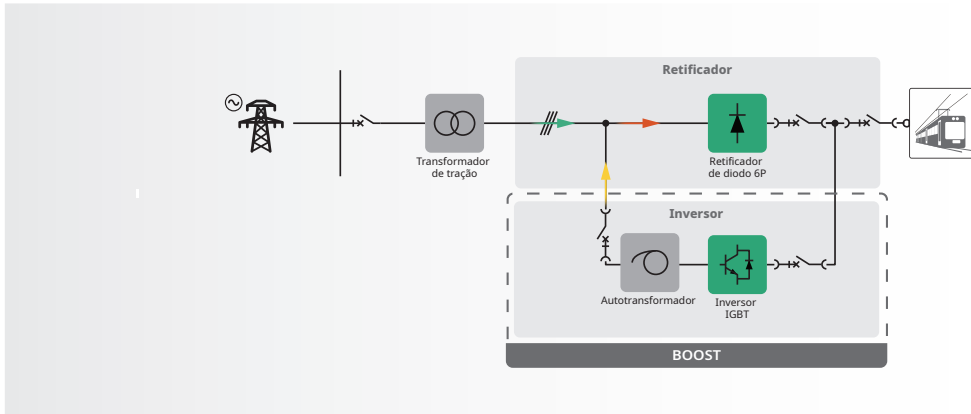 Retificador
Transformador
de tração
Retificador
de diodo 6P
Inversor
Autotransformador
Inversor
IGBT
BOOST